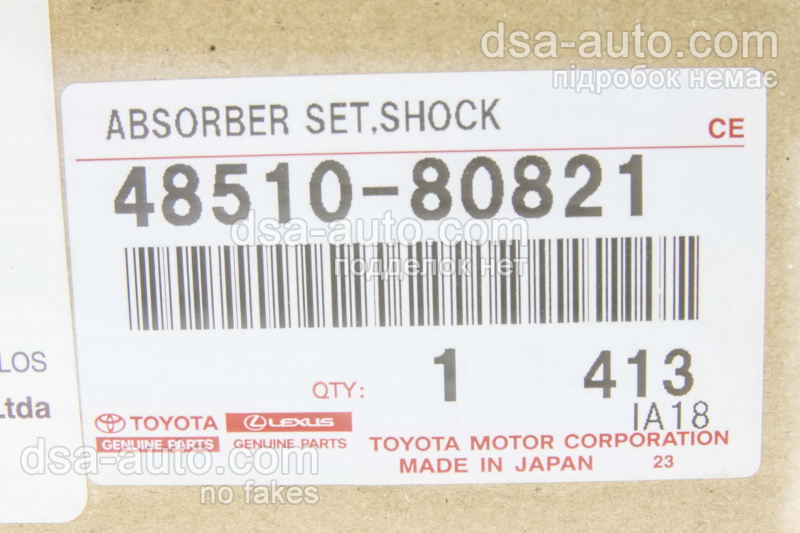 dsa-auto.com
підробок немає
ABSORBER SET,SHOCK
CE
48510-80821
dsa-auto.com
подделок нет
1 413
QTY:
LOS
IA18
Ltda
TOYOTA LEXUS
GENUINE PARTS GENUINE PARTS
TOYOTA MOTOR CORPORATION
MADE IN JAPAN 23
dsa-auto.com
no fakes